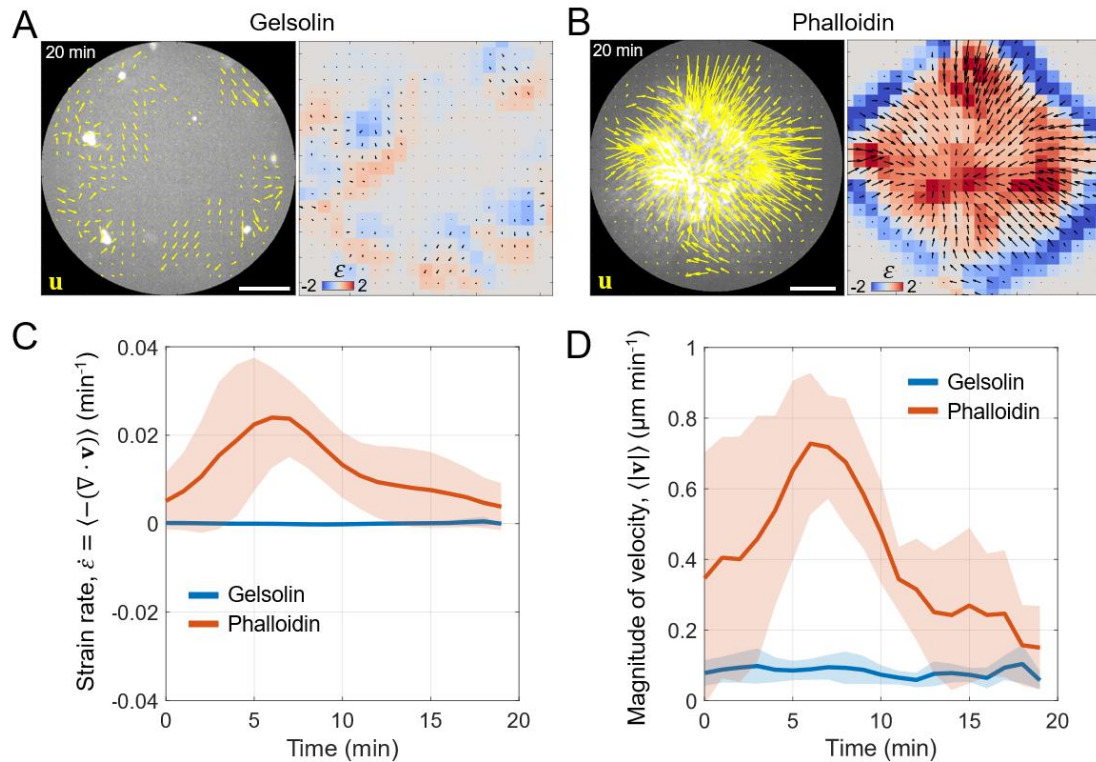 A
Gelsolin
20 min
u
ε
-2
2
B
Phalloidin
20 min
u
ε
-2
2
C
Strain rate, ε̇ = ⟨-(∇ · v)⟩ (min⁻¹)
0.04
0.02
0
-0.02
-0.04
Gelsolin
Phalloidin
0 5 10 15 20
Time (min)
D
Magnitude of velocity, ⟨|v|⟩ (μm min⁻¹)
1
0.8
0.6
0.4
0.2
0
Gelsolin
Phalloidin
0 5 10 15 20
Time (min)